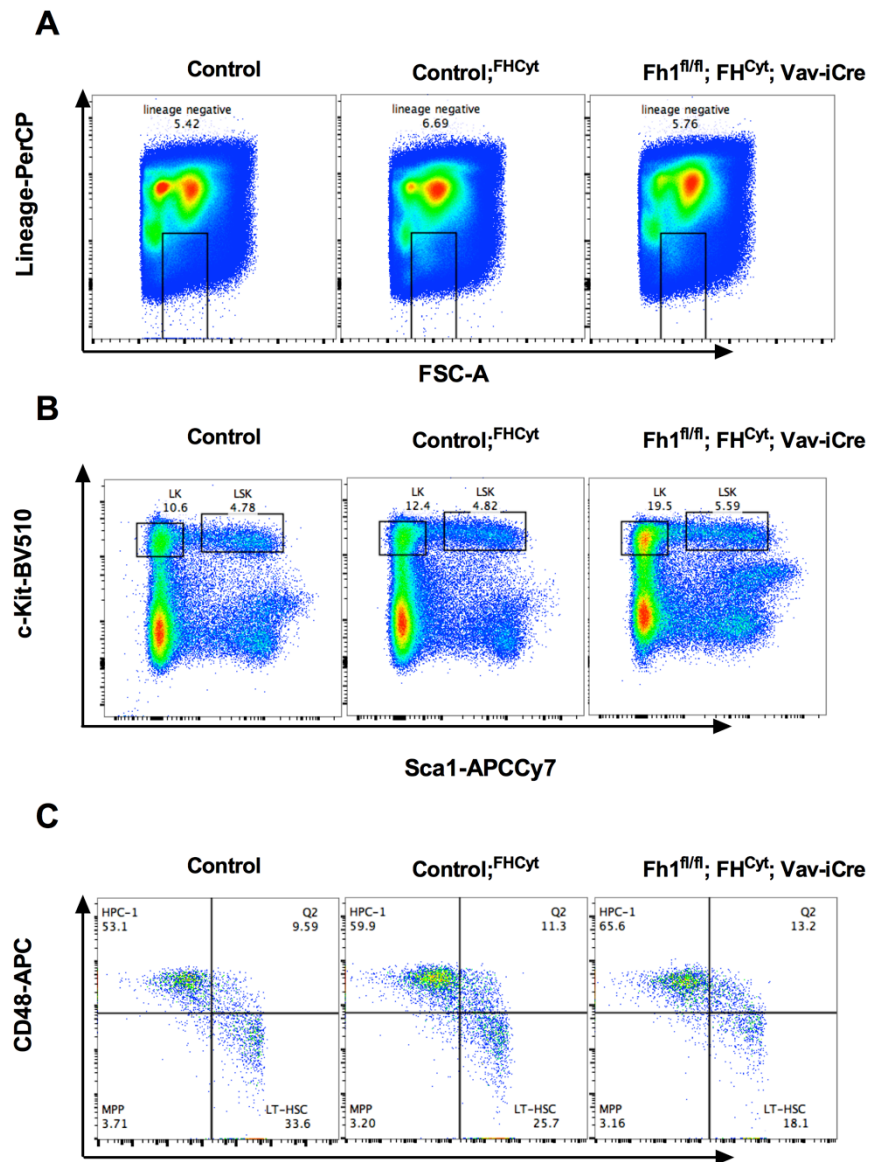 A
Control
Control;FHCyt
Fh1fl/fl; FHCyt; Vav-iCre
lineage negative
5.42
lineage negative
6.69
lineage negative
5.76
Lineage-PerCP
FSC-A
B
Control
Control;FHCyt
Fh1fl/fl; FHCyt; Vav-iCre
LK
10.6
LSK
4.78
LK
12.4
LSK
4.82
LK
19.5
LSK
5.59
c-Kit-BV510
Sca1-APCCy7
C
Control
Control;FHCyt
Fh1fl/fl; FHCyt; Vav-iCre
HPC-1
53.1
Q2
9.59
HPC-1
59.9
Q2
11.3
HPC-1
65.6
Q2
13.2
CD48-APC
MPP
3.71
LT-HSC
33.6
MPP
3.20
LT-HSC
25.7
MPP
3.16
LT-HSC
18.1